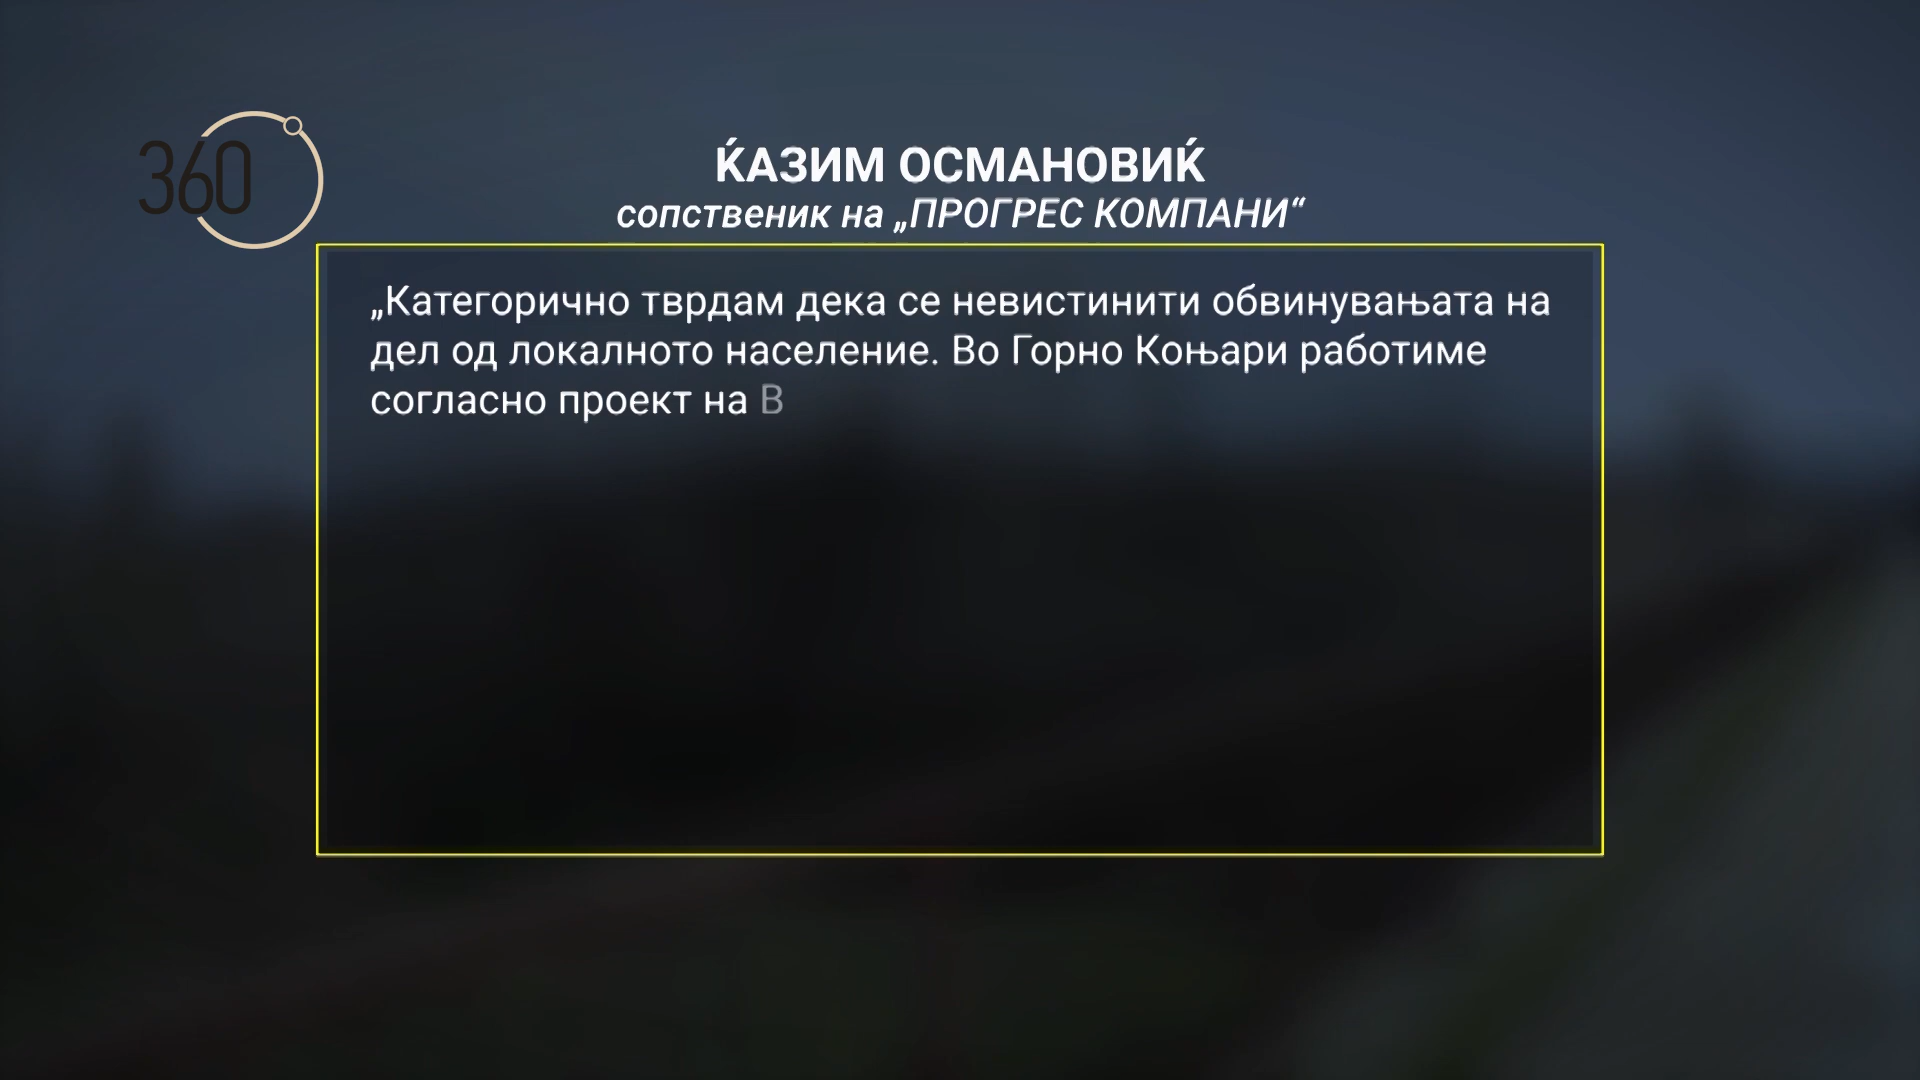 360
ЌАЗИМ ОСМАНОВИЌ
сопственик на „ПРОГРЕС КОМПАНИ“
„Категорично тврдам дека се невистинити обвинувањата на
дел од локалното население. Во Горно Коњари работиме
согласно проект на В